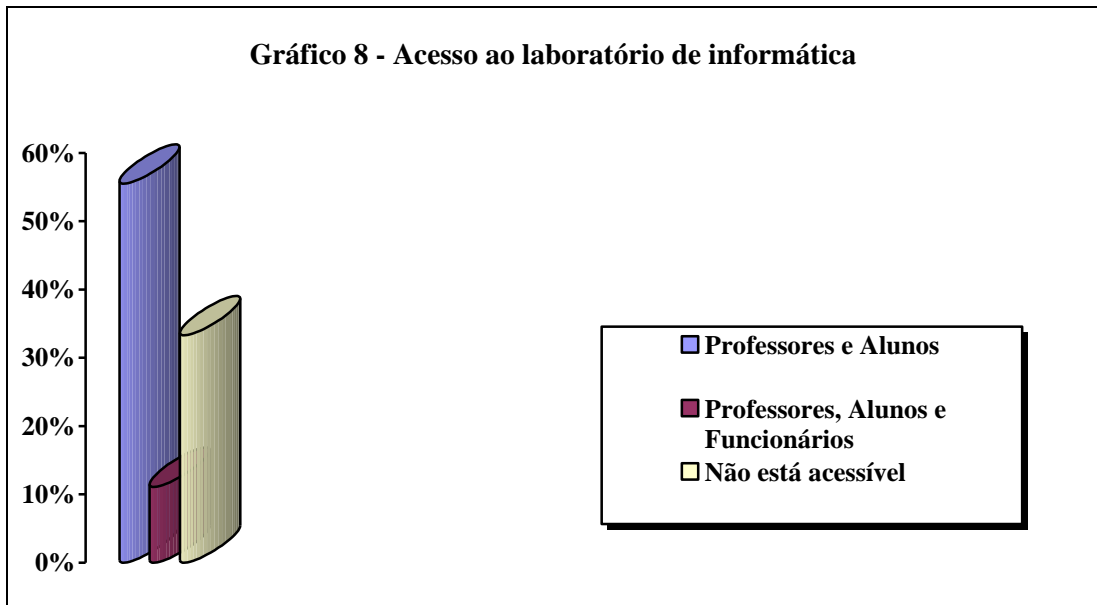 Gráfico 8 - Acesso ao laboratório de informática
60%
50%
40%
30%
20%
10%
0%
Professores e Alunos
Professores, Alunos e
Funcionários
Não está acessível